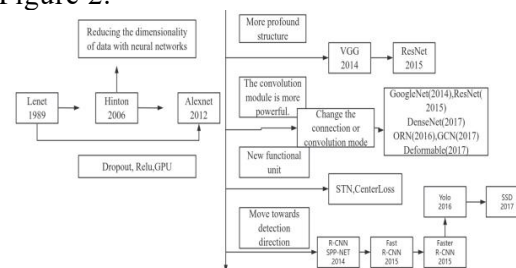 Figure 2.
Reducing the dimensionality
of data with neural networks
Lenet
1989
Hinton
2006
Alexnet
2012
Dropout, Relu,GPU
More profound
structure
VGG
2014
ResNet
2015
The convolution
module is more
powerful.
Change the
connection or
convolution mode
GoogleNet(2014),ResNet(
2015)
DenseNet(2017)
ORN(2016),GCN(2017)
Deformable(2017)
New functional
unit
STN,CenterLoss
Move towards
detection
direction
R-CNN
SPP-NET
2014
Fast
R-CNN
2015
Faster
R-CNN
2015
Yolo
2016
SSD
2017